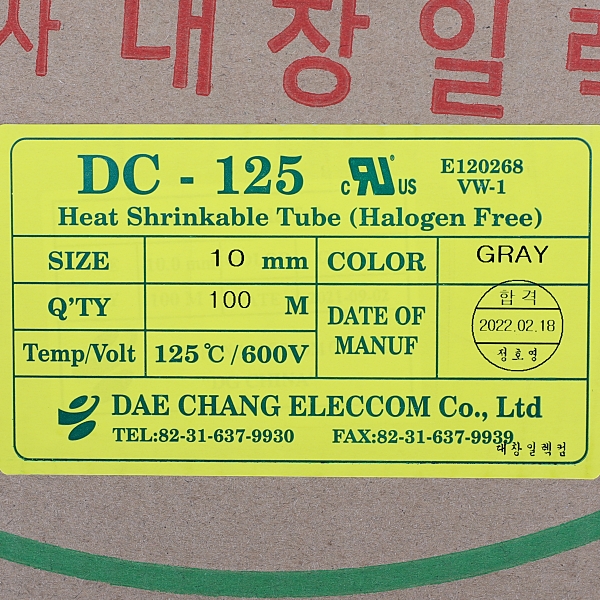 사 대창일렉
DC - 125 c RU US E120268
VW-1
Heat Shrinkable Tube (Halogen Free)
SIZE 10 mm COLOR GRAY
Q'TY 100 M DATE OF MANUF 합격
2022.02.18
정호영
Temp/Volt 125℃/600V
DAE CHANG ELECCOM Co., Ltd
TEL:82-31-637-9930 FAX:82-31-637-9939
대창일렉컴